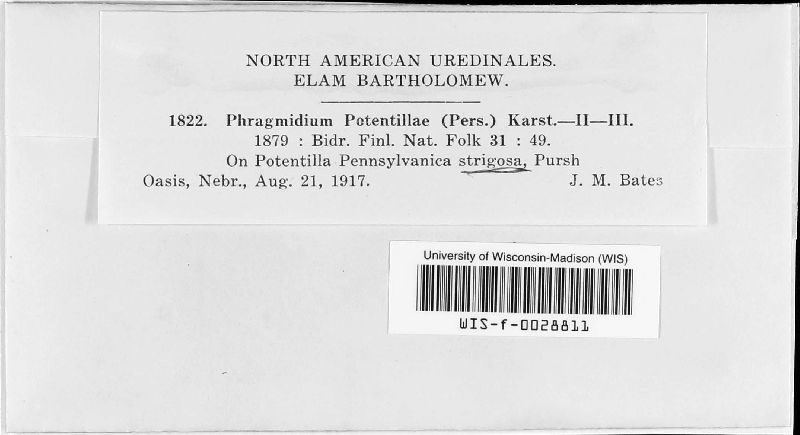 NORTH AMERICAN UREDINALES.
ELAM BARTHOLOMEW.
1822. Phragmidium Potentillae (Pers.) Karst.—II—III.
1879 : Bidr. Finl. Nat. Folk 31 : 49.
On Potentilla Pennsylvanica strigosa, Pursh
Oasis, Nebr., Aug. 21, 1917. J. M. Bates
University of Wisconsin-Madison (WIS)
WIS-f-0028811